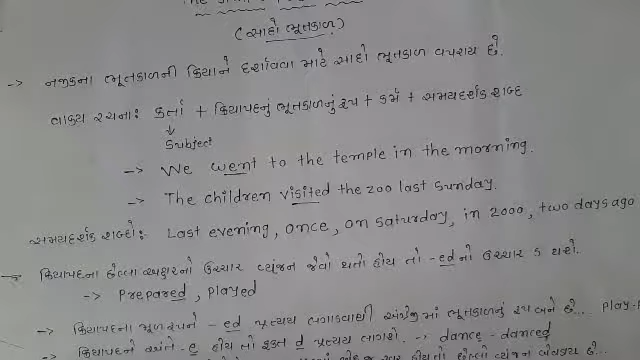 (સાદો ભૂતકાળ)
-> નજીકના ભૂતકાળની ક્રિયાને દર્શાવવા માટે સાદો ભૂતકાળ વપરાય છે.
વાક્ય રચના: કર્તા + ક્રિયાપદનું ભૂતકાળનું રૂપ + કર્મ + સમયદર્શક શબ્દ
Subject
-> We went to the temple in the morning.
-> The children visited the zoo last Sunday.
સમયદર્શક શબ્દો: Last evening, once, on saturday, in 2000, two days ago
-> ક્રિયાપદના છેલ્લા અક્ષરનો ઉચ્ચાર વ્યંજન જેવો થતો હોય તો -ed નો ઉચ્ચાર ડ થશે.
-> Prepared, played
-> ક્રિયાપદના મૂળ રૂપને -ed પ્રત્યય લગાડવાથી અંગ્રેજીમાં ભૂતકાળનું રૂપ બને છે... Play-
-> ક્રિયાપદને અંતે -e હોય તો ફક્ત d પ્રત્યય લાગશે. -> dance - danced